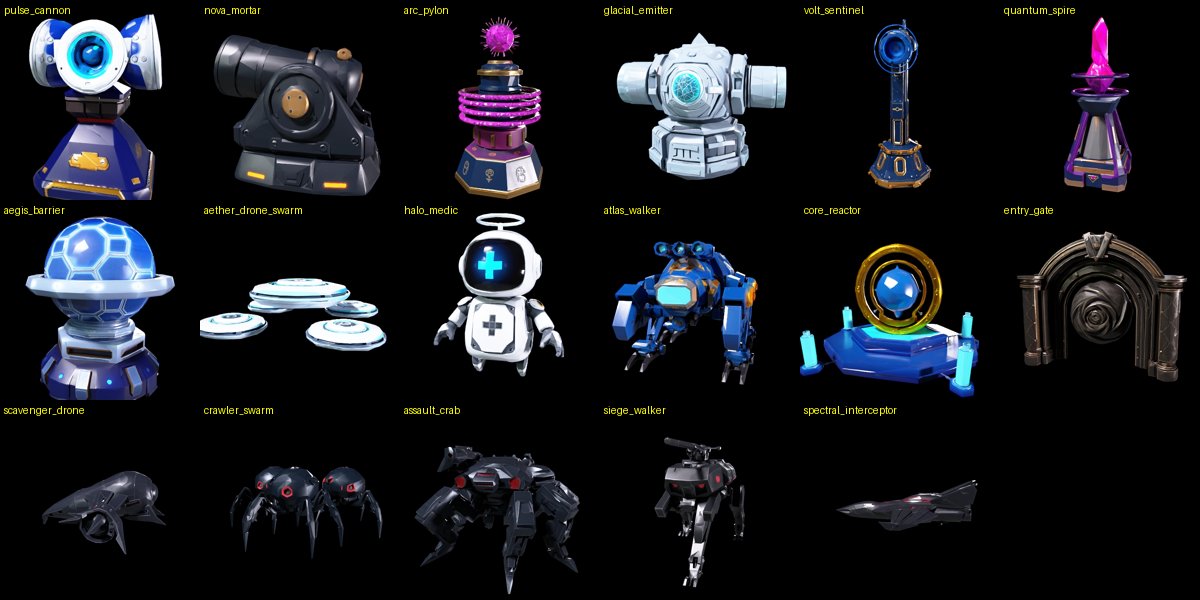 pulse_cannon
nova_mortar
arc_pylon
glacial_emitter
volt_sentinel
quantum_spire
aegis_barrier
aether_drone_swarm
halo_medic
atlas_walker
core_reactor
entry_gate
scavenger_drone
crawler_swarm
assault_crab
siege_walker
spectral_interceptor